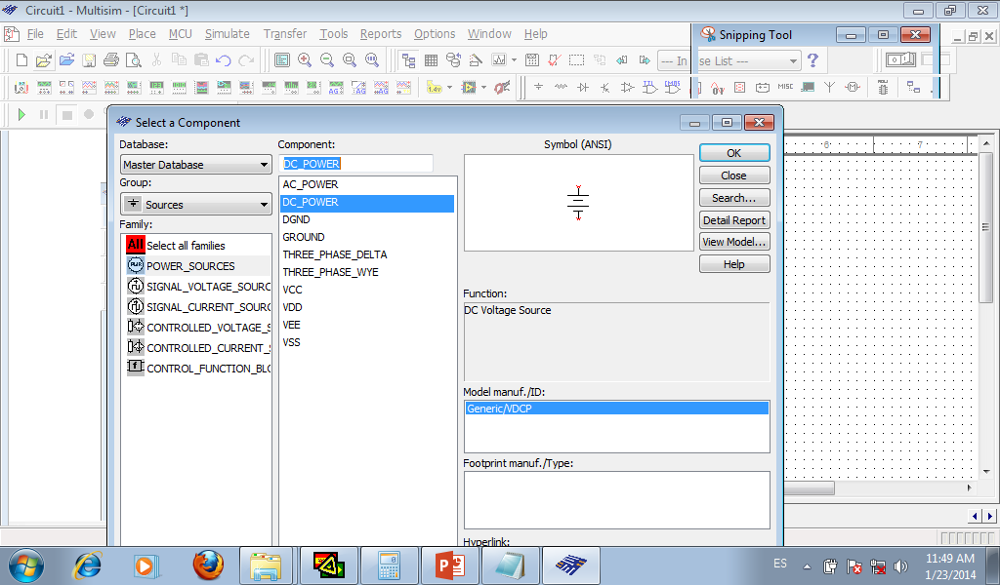 Circuit1 - Multisim - [Circuit1 *]
File Edit View Place MCU Simulate Transfer Tools Reports Options Window Help
Snipping Tool
--- In
se List ---
?
MISC
Select a Component
Database:
Master Database
Group:
Sources
Family:
All Select all families
POWER_SOURCES
SIGNAL_VOLTAGE_SOURC
SIGNAL_CURRENT_SOURC
CONTROLLED_VOLTAGE_S
CONTROLLED_CURRENT_S
CONTROL_FUNCTION_BLO
Component:
DC_POWER
AC_POWER
DC_POWER
DGND
GROUND
THREE_PHASE_DELTA
THREE_PHASE_WYE
VCC
VDD
VEE
VSS
Symbol (ANSI)
Function:
DC Voltage Source
Model manuf./ID:
Generic/VDCP
Footprint manuf./Type:
Hyperlink:
OK
Close
Search...
Detail Report
View Model...
Help
6 7
ES
11:49 AM
1/23/2014